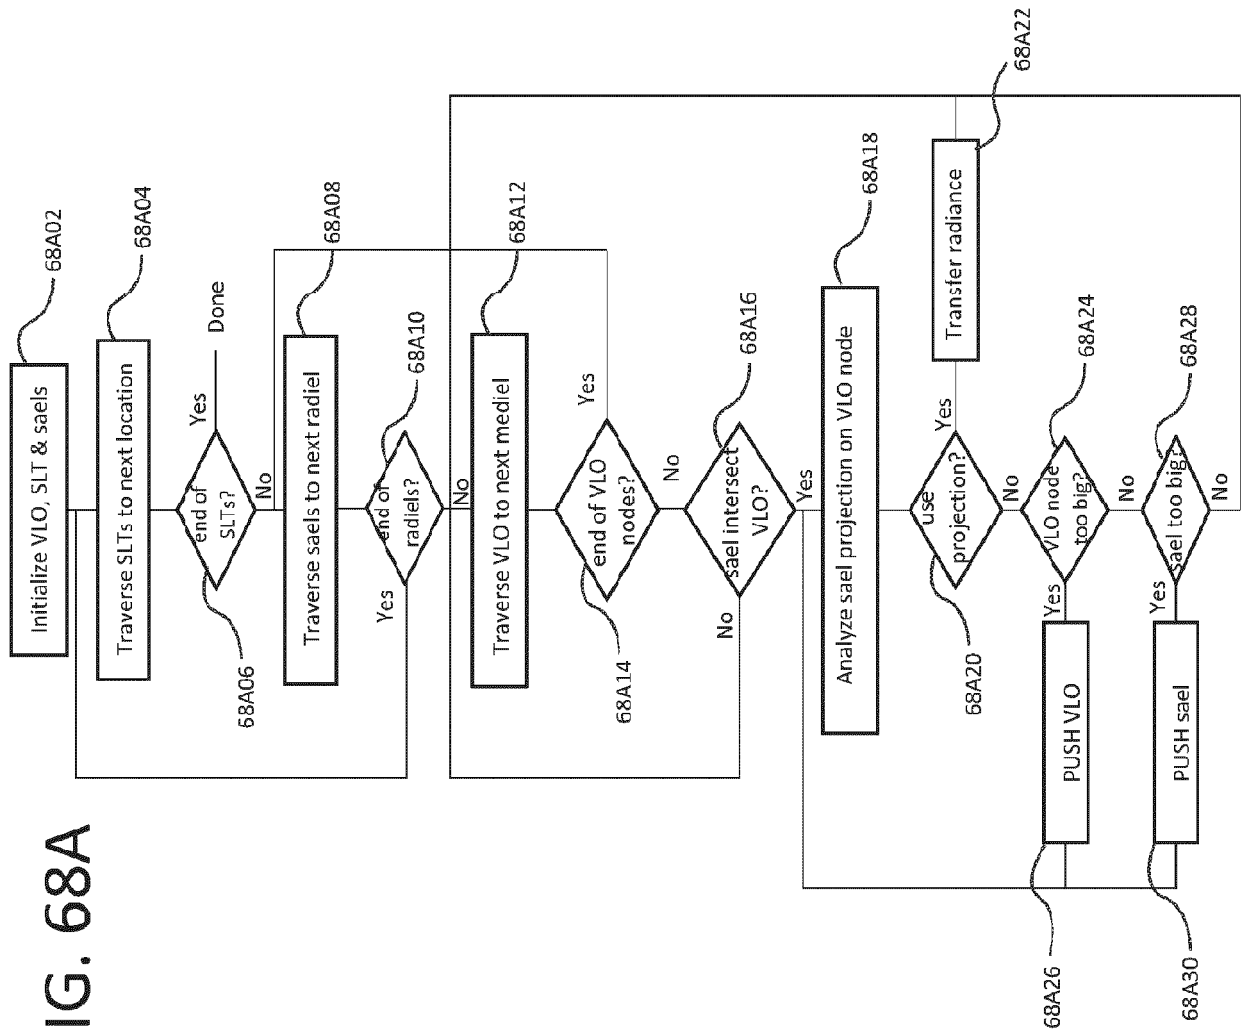 IG. 68A
Initialize VLO, SLT & saels
68A02
Traverse SLTs to next location
68A04
end of
SLTs?
68A06
Yes
Done
No
Traverse saels to next radiel
68A08
end of
radiels?
68A10
Yes
No
Traverse VLO to next mediel
68A12
end of VLO
nodes?
68A14
Yes
No
sael intersect
VLO?
68A16
No
Yes
Analyze sael projection on VLO node
68A18
use
projection?
68A20
Yes
Transfer radiance
68A22
No
VLO node
too big?
68A24
Yes
PUSH VLO
68A26
No
sael too big?
68A28
Yes
PUSH sael
68A30
No